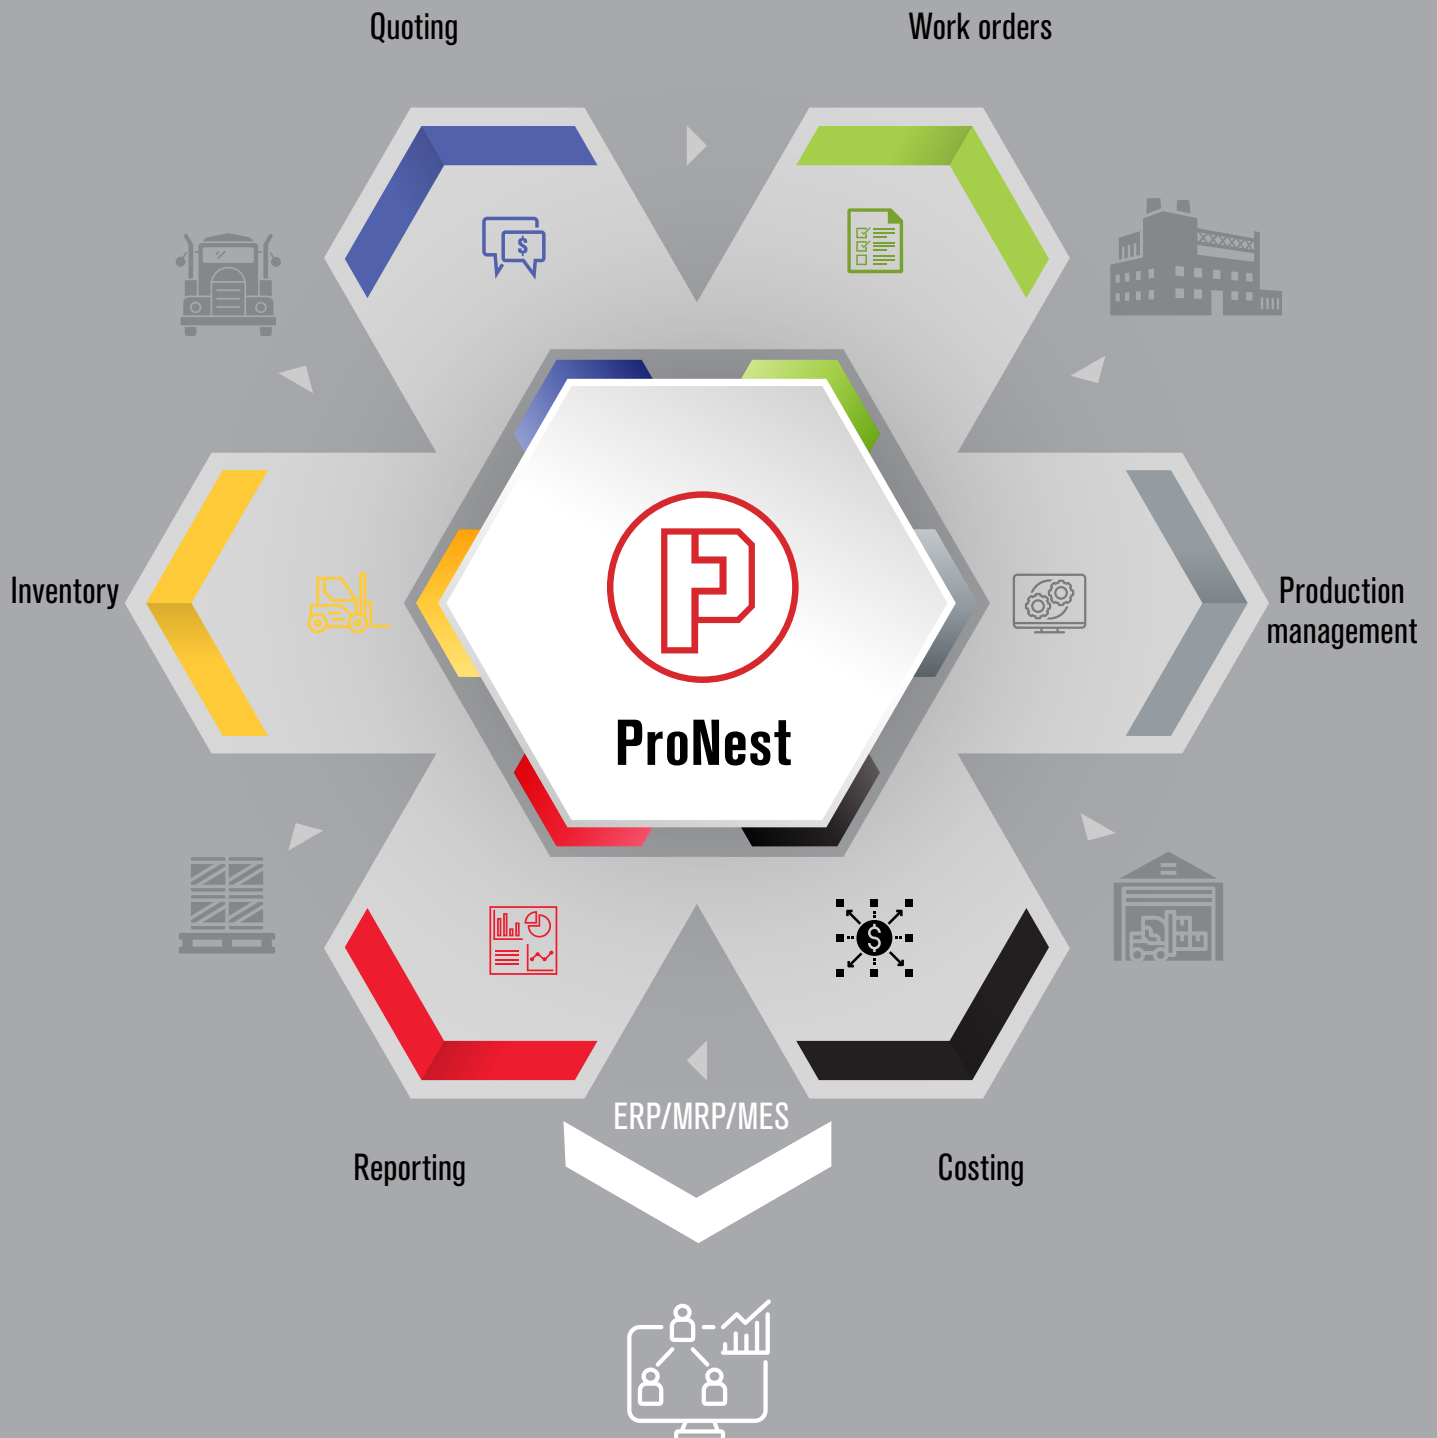 Quoting
Work orders
$
Inventory
Production
management
ProNest
$
ERP/MRP/MES
Reporting
Costing